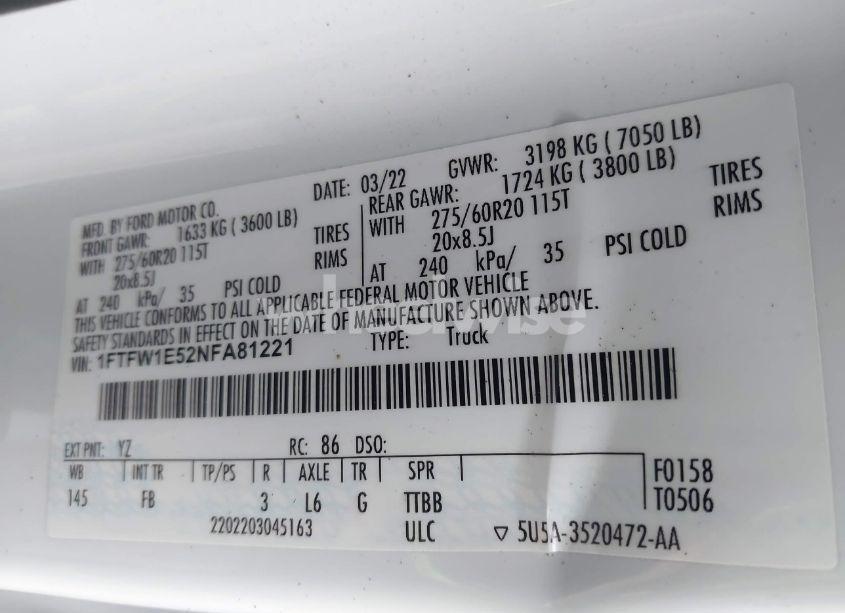 MFD. BY FORD MOTOR CO.
DATE: 03/22 GVWR: 3198 KG ( 7050 LB)
FRONT GAWR: 1633 KG ( 3600 LB) REAR GAWR: 1724 KG ( 3800 LB)
WITH 275/60R20 115T TIRES WITH 275/60R20 115T TIRES
20x8.5J RIMS 20x8.5J RIMS
AT 240 kPa/ 35 PSI COLD AT 240 kPa/ 35 PSI COLD
THIS VEHICLE CONFORMS TO ALL APPLICABLE FEDERAL MOTOR VEHICLE
SAFETY STANDARDS IN EFFECT ON THE DATE OF MANUFACTURE SHOWN ABOVE.
VIN: 1FTFW1E52NFA81221 TYPE: Truck
EXT PNT: YZ RC: 86 DSO:
WB INT TR TP/PS R AXLE TR SPR F0158
145 FB 3 L6 G TTBB T0506
2202203045163 ULC 5U5A-3520472-AA